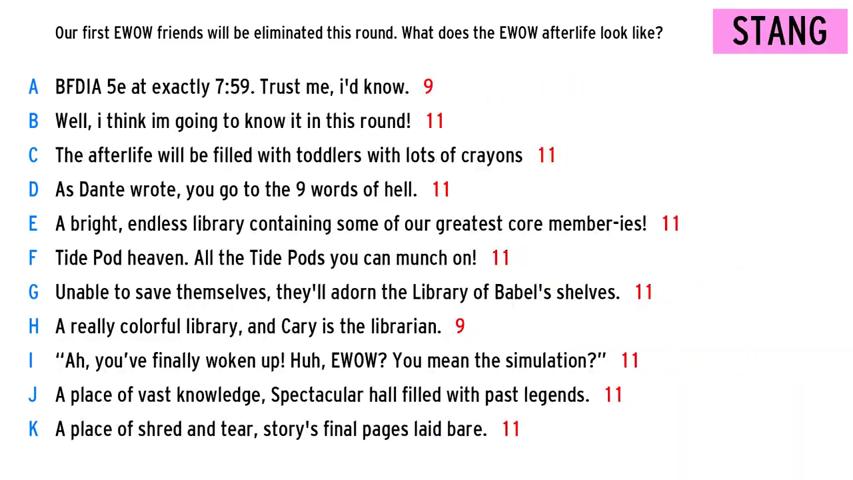 Our first EWOW friends will be eliminated this round. What does the EWOW afterlife look like?
STANG
A BFDIA 5e at exactly 7:59. Trust me, i'd know. 9
B Well, i think im going to know it in this round! 11
C The afterlife will be filled with toddlers with lots of crayons 11
D As Dante wrote, you go to the 9 words of hell. 11
E A bright, endless library containing some of our greatest core member-ies! 11
F Tide Pod heaven. All the Tide Pods you can munch on! 11
G Unable to save themselves, they'll adorn the Library of Babel's shelves. 11
H A really colorful library, and Cary is the librarian. 9
I “Ah, you’ve finally woken up! Huh, EWOW? You mean the simulation?” 11
J A place of vast knowledge, Spectacular hall filled with past legends. 11
K A place of shred and tear, story's final pages laid bare. 11